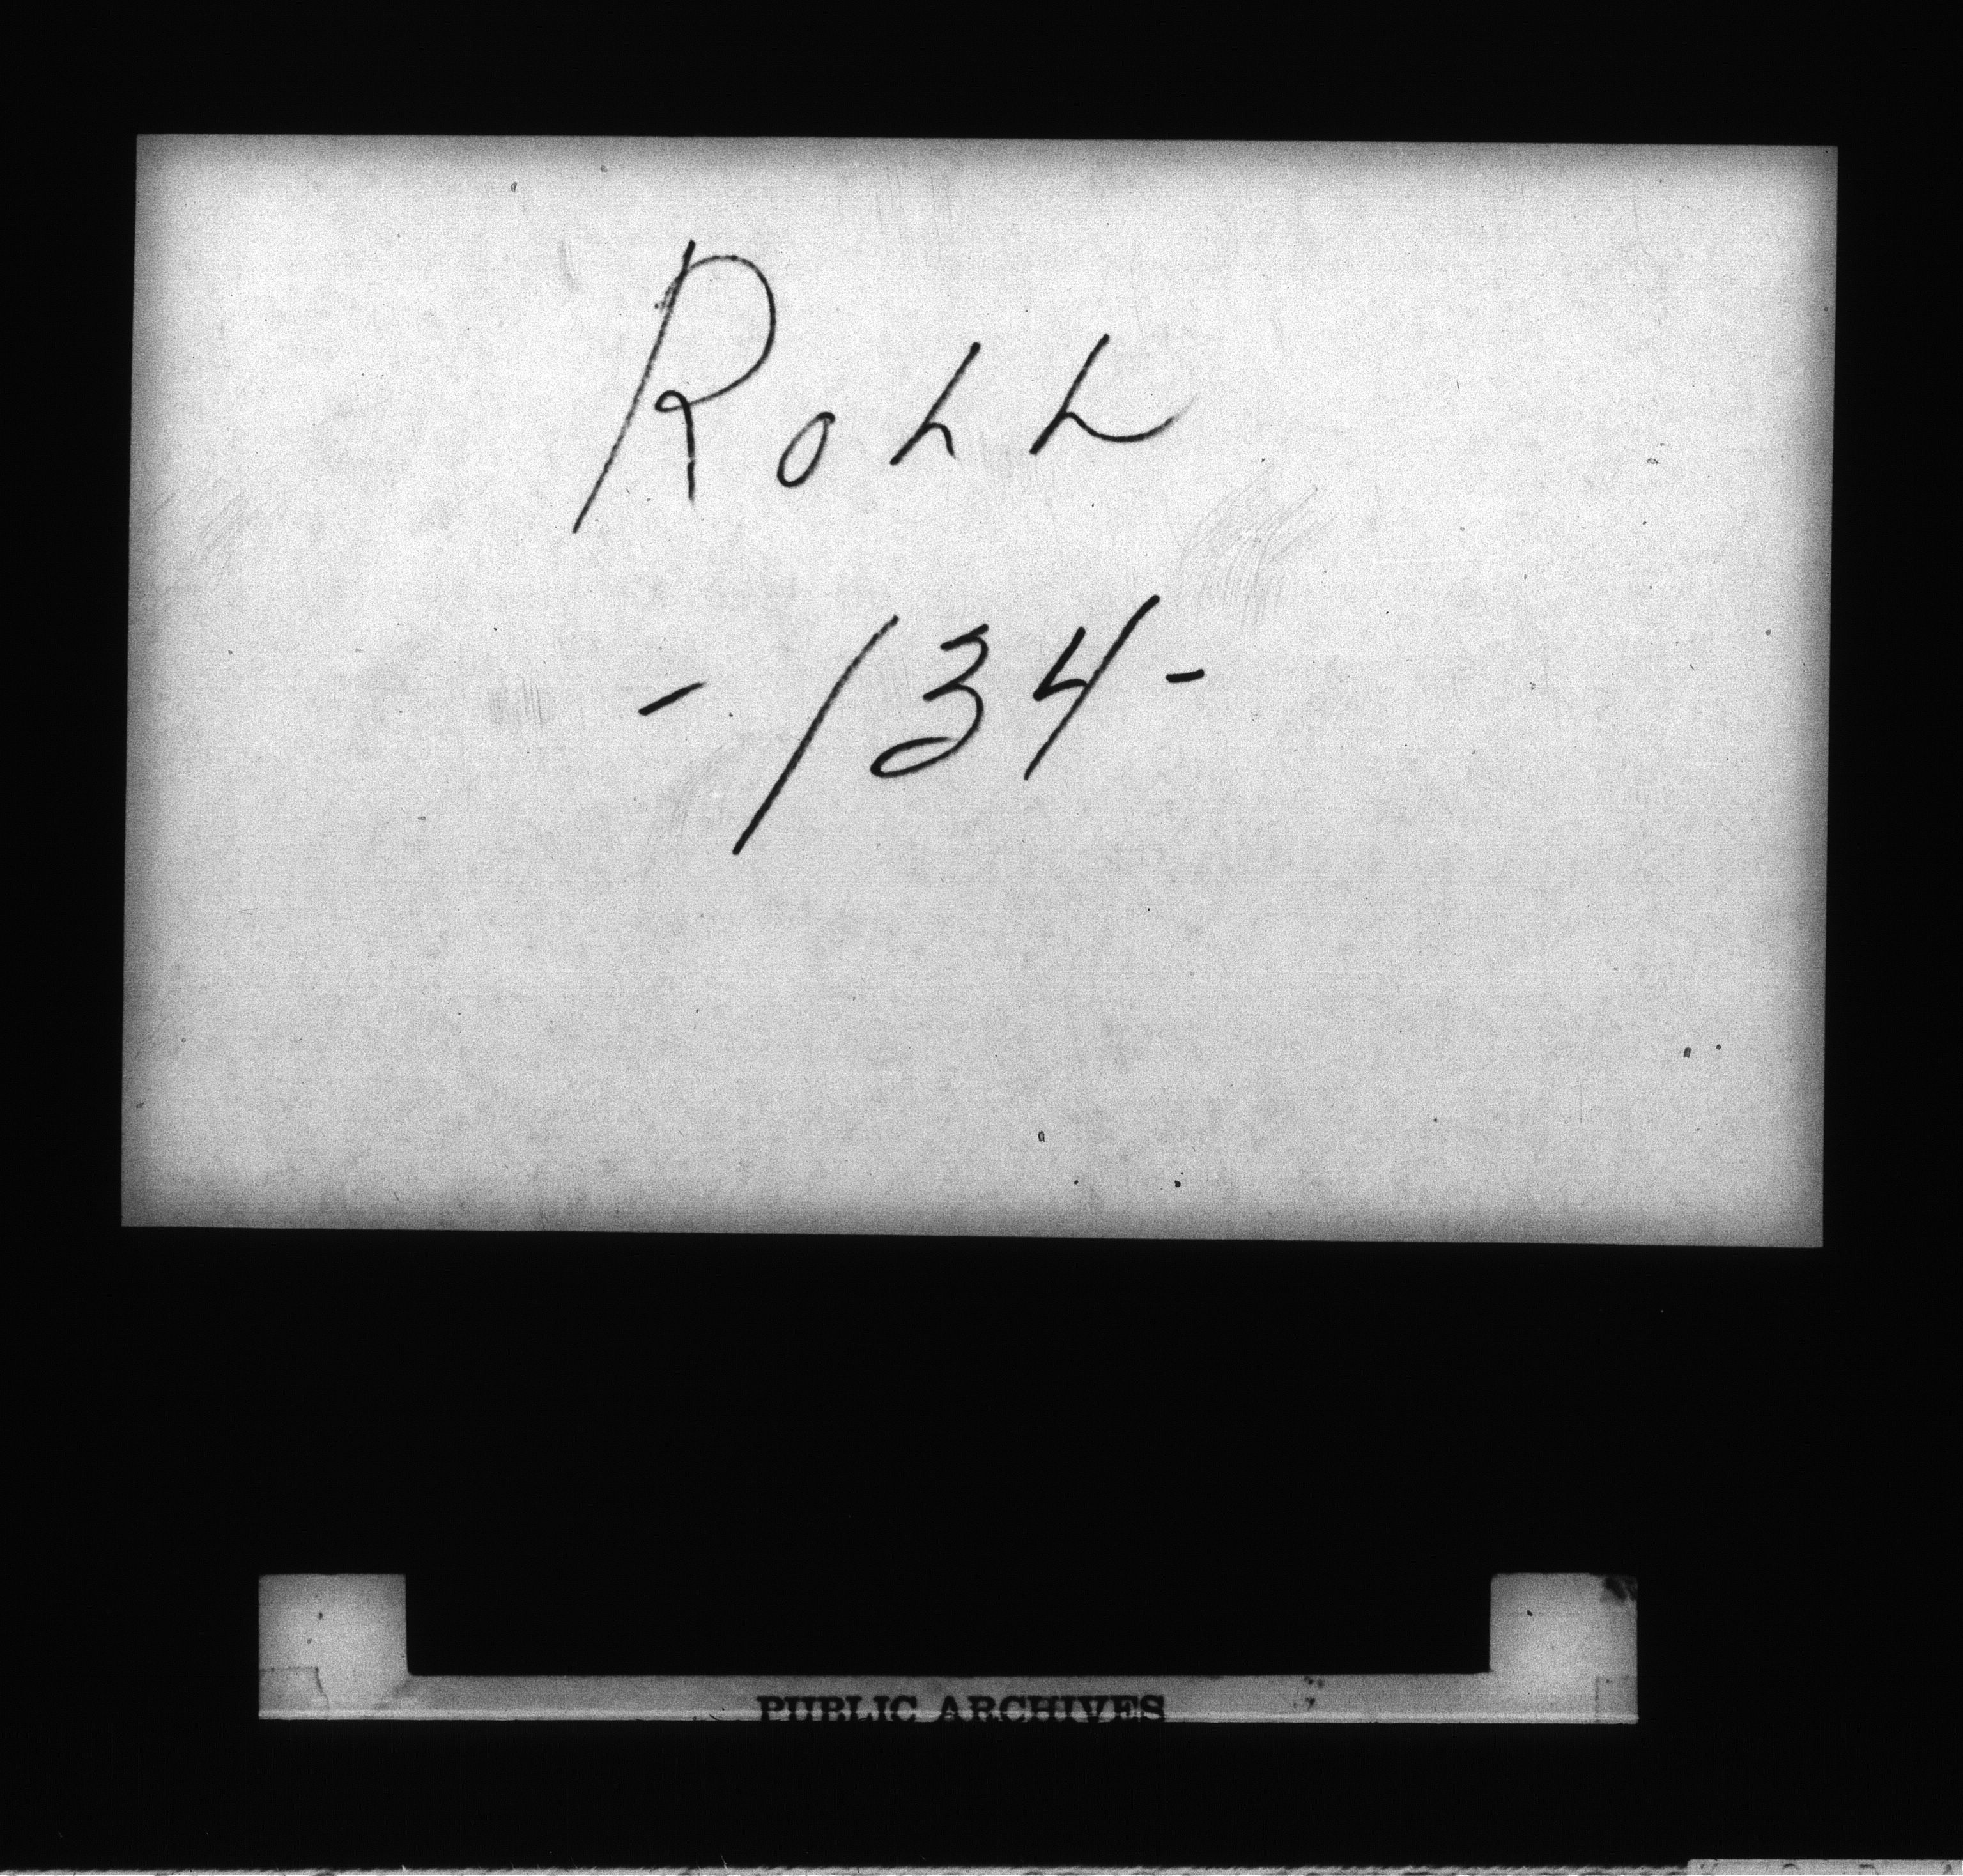 Roll
-134-
PUBLIC ARCHIVES